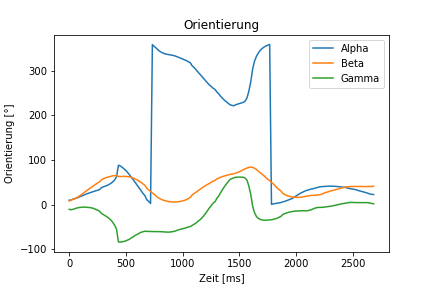 Orientierung
Alpha
Beta
Gamma
Orientierung [°]
300
200
100
0
−100
0
500
1000
1500
2000
2500
Zeit [ms]